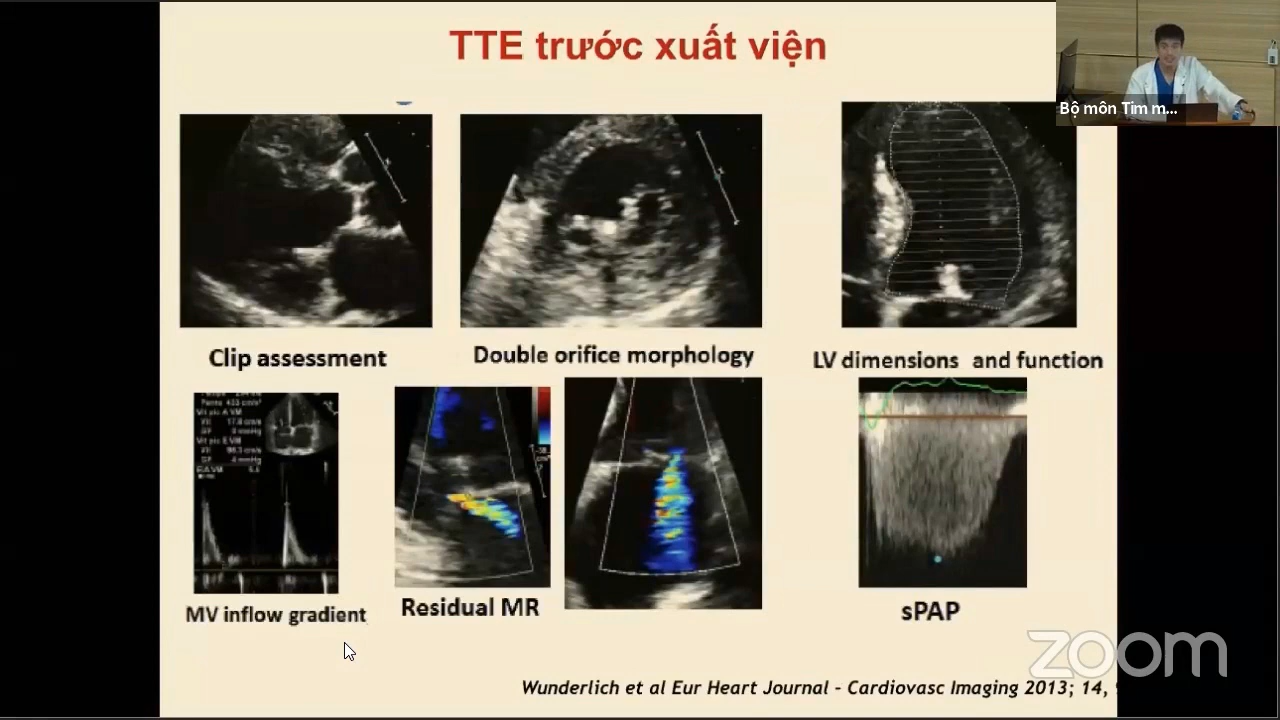 TTE trước xuất viện
Bộ môn Tim m...
Clip assessment
Double orifice morphology
LV dimensions and function
MV inflow gradient
Residual MR
sPAP
zoom
Wunderlich et al Eur Heart Journal - Cardiovasc Imaging 2013; 14,